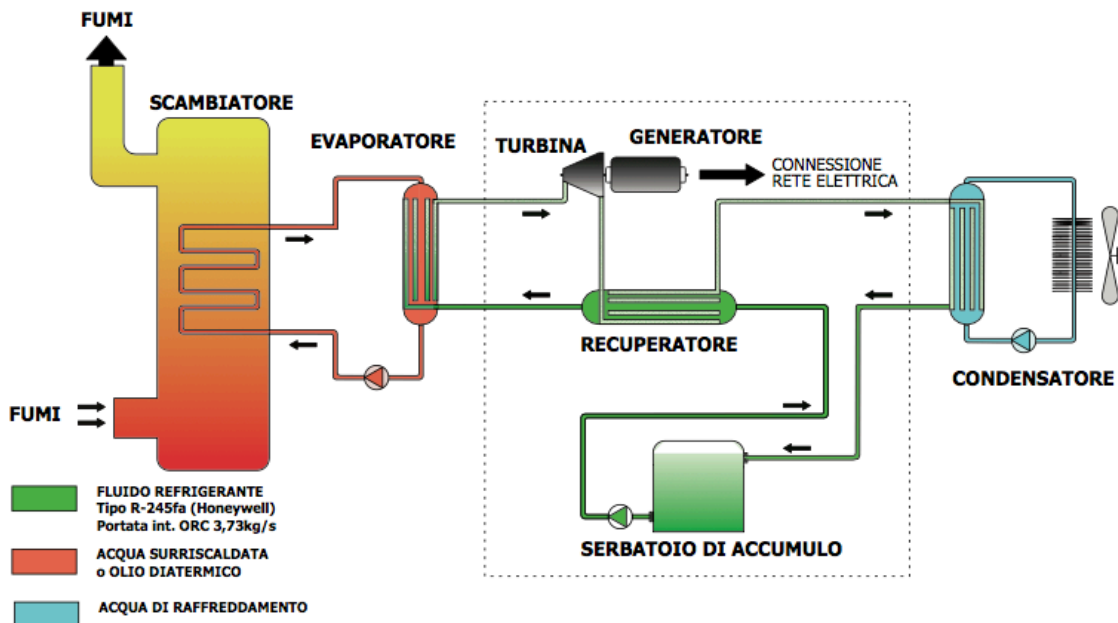 FUMI
SCAMBIATORE
EVAPORATORE
TURBINA
GENERATORE
CONNESSIONE
RETE ELETTRICA
RECUPERATORE
CONDENSATORE
FUMI
SERBATOIO DI ACCUMULO
FLUIDO REFRIGERANTE
Tipo R-245fa (Honeywell)
Portata int. ORC 3,73kg/s
ACQUA SURRISCALDATA
o OLIO DIATERMICO
ACQUA DI RAFFREDDAMENTO